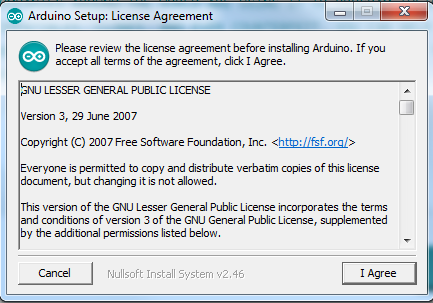 Arduino Setup: License Agreement
Please review the license agreement before installing Arduino. If you
accept all terms of the agreement, click I Agree.
GNU LESSER GENERAL PUBLIC LICENSE
Version 3, 29 June 2007
Copyright (C) 2007 Free Software Foundation, Inc. <http://fsf.org/>
Everyone is permitted to copy and distribute verbatim copies of this license
document, but changing it is not allowed.
This version of the GNU Lesser General Public License incorporates the terms
and conditions of version 3 of the GNU General Public License, supplemented
by the additional permissions listed below.
Cancel
Nullsoft Install System v2.46
I Agree